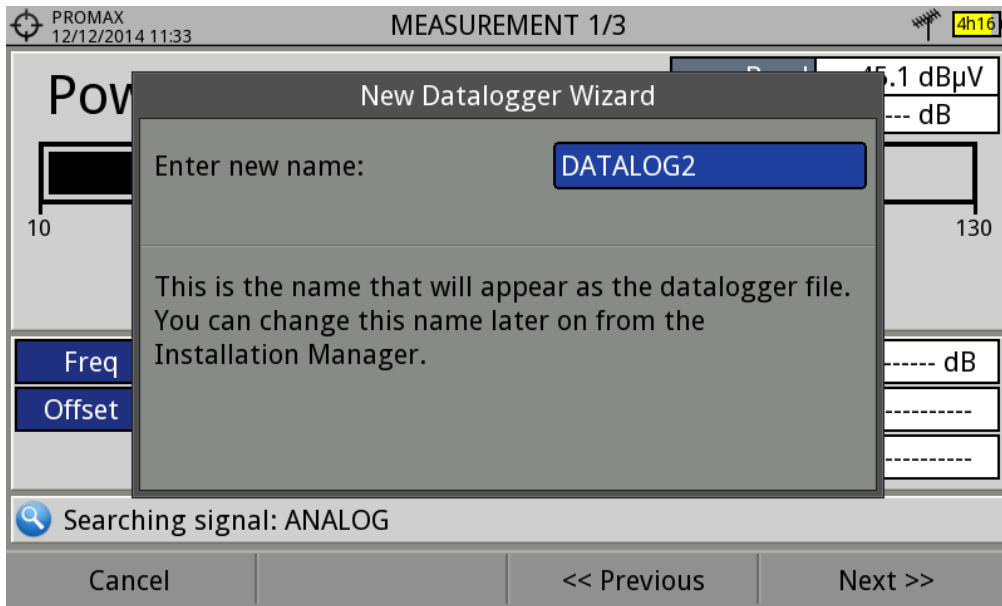 PROMAX
12/12/2014 11:33
MEASUREMENT 1/3
4h16
New Datalogger Wizard
5.1 dBµV
--- dB
Enter new name:
DATALOG2
10
130
This is the name that will appear as the datalogger file.
You can change this name later on from the
Installation Manager.
Freq
------ dB
Offset
----------
----------
Searching signal: ANALOG
Cancel
<< Previous
Next >>